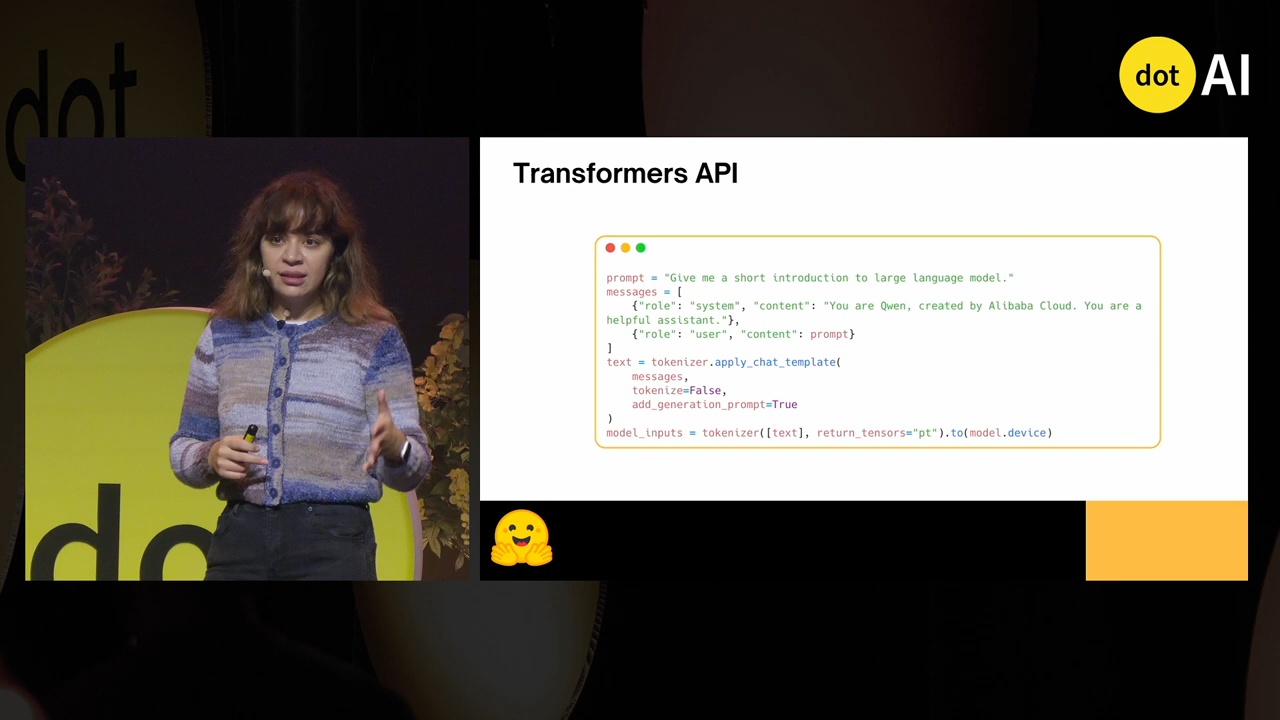 dot
dot AI
Transformers API
prompt = "Give me a short introduction to large language model."
messages = [
    {"role": "system", "content": "You are Qwen, created by Alibaba Cloud. You are a
helpful assistant."},
    {"role": "user", "content": prompt}
]
text = tokenizer.apply_chat_template(
    messages,
    tokenize=False,
    add_generation_prompt=True
)
model_inputs = tokenizer([text], return_tensors="pt").to(model.device)
do